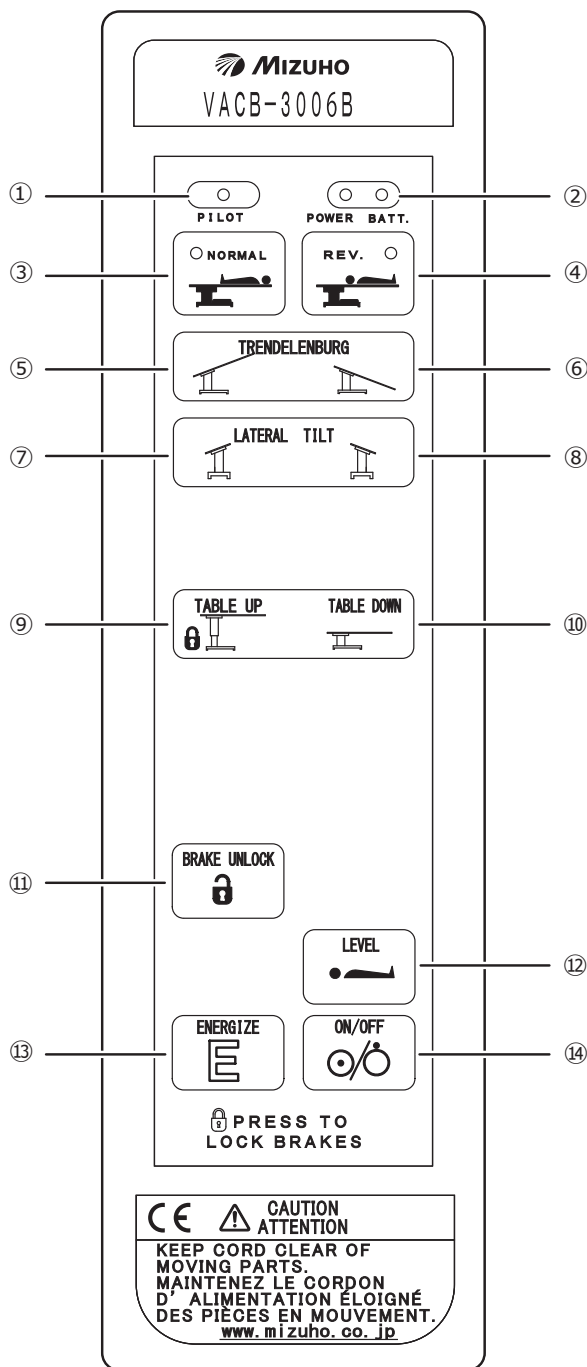 MIZUHO
VACB-3006B
① ②
PILOT POWER BATT.
③ NORMAL REV. ④
⑤ TRENDELENBURG ⑥
⑦ LATERAL TILT ⑧
⑨ TABLE UP TABLE DOWN ⑩
BRAKE UNLOCK
⑪
LEVEL
⑫
ENERGIZE ON/OFF
⑬ E ⑭
PRESS TO
LOCK BRAKES
CE CAUTION
ATTENTION
KEEP CORD CLEAR OF
MOVING PARTS.
MAINTENEZ LE CORDON
D'ALIMENTATION ÉLOIGNÉ
DES PIÈCES EN MOUVEMENT.
www.mizuho.co.jp